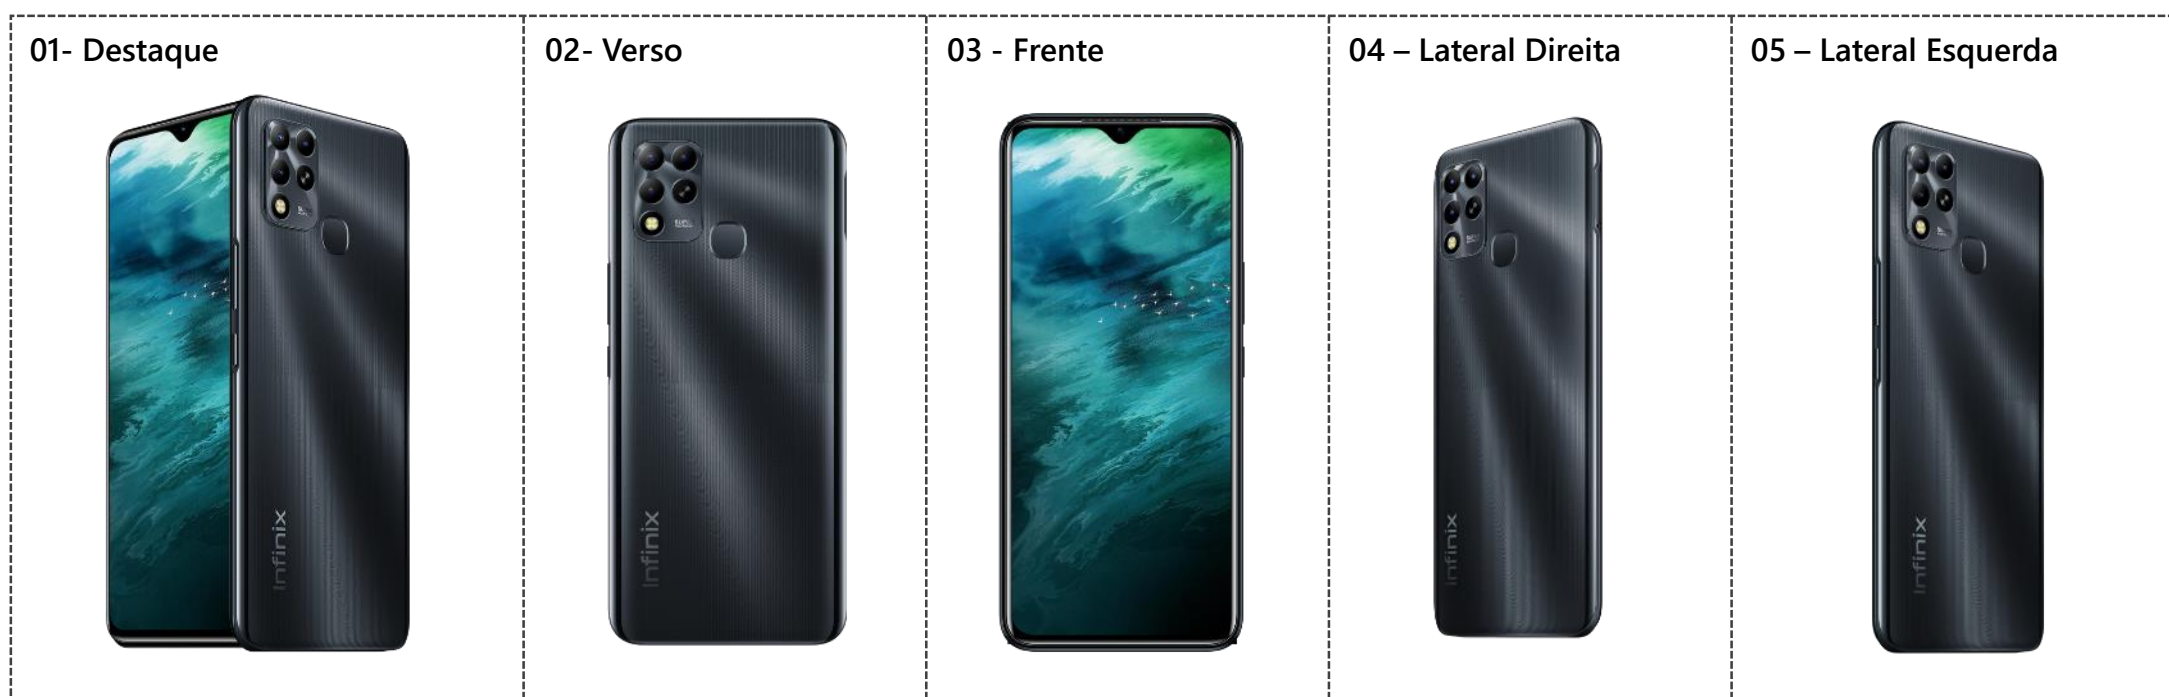 01- Destaque
02- Verso
03 - Frente
04 – Lateral Direita
05 – Lateral Esquerda
Infinix
Infinix
Infinix
Infinix